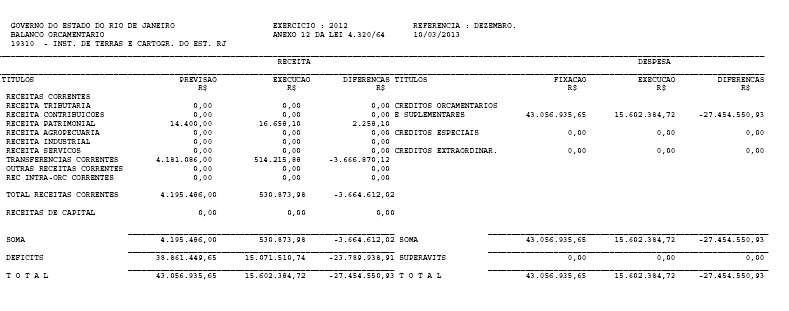 GOVERNO DO ESTADO DO RIO DE JANEIRO EXERCICIO : 2012 REFERENCIA : DEZEMBRO.
BALANCO ORCAMENTARIO ANEXO 12 DA LEI 4.320/64 10/03/2013
19310 - INST. DE TERRAS E CARTOGR. DO EST. RJ
RECEITA DESPESA
TITULOS PREVISAO EXECUCAO DIFERENCAS TITULOS FIXACAO EXECUCAO DIFERENCAS
R$ R$ R$ R$ R$ R$
RECEITAS CORRENTES
RECEITA TRIBUTARIA 0,00 0,00 0,00 CREDITOS ORCAMENTARIOS
RECEITA CONTRIBUICOES 0,00 0,00 0,00 E SUPLEMENTARES 43.056.935,65 15.602.384,72 -27.454.550,93
RECEITA PATRIMONIAL 14.400,00 16.658,10 2.258,10
RECEITA AGROPECUARIA 0,00 0,00 0,00 CREDITOS ESPECIAIS 0,00 0,00 0,00
RECEITA INDUSTRIAL 0,00 0,00 0,00
RECEITA SERVICOS 0,00 0,00 0,00 CREDITOS EXTRAORDINAR. 0,00 0,00 0,00
TRANSFERENCIAS CORRENTES 4.181.086,00 514.215,88 -3.666.870,12
OUTRAS RECEITAS CORRENTES 0,00 0,00 0,00
REC INTRA-ORC CORRENTES 0,00 0,00 0,00
TOTAL RECEITAS CORRENTES 4.195.486,00 530.873,98 -3.664.612,02
RECEITAS DE CAPITAL 0,00 0,00 0,00
SOMA 4.195.486,00 530.873,98 -3.664.612,02 SOMA 43.056.935,65 15.602.384,72 -27.454.550,93
DEFICITS 38.861.449,65 15.071.510,74 -23.789.938,91 SUPERAVITS 0,00 0,00 0,00
T O T A L 43.056.935,65 15.602.384,72 -27.454.550,93 T O T A L 43.056.935,65 15.602.384,72 -27.454.550,93